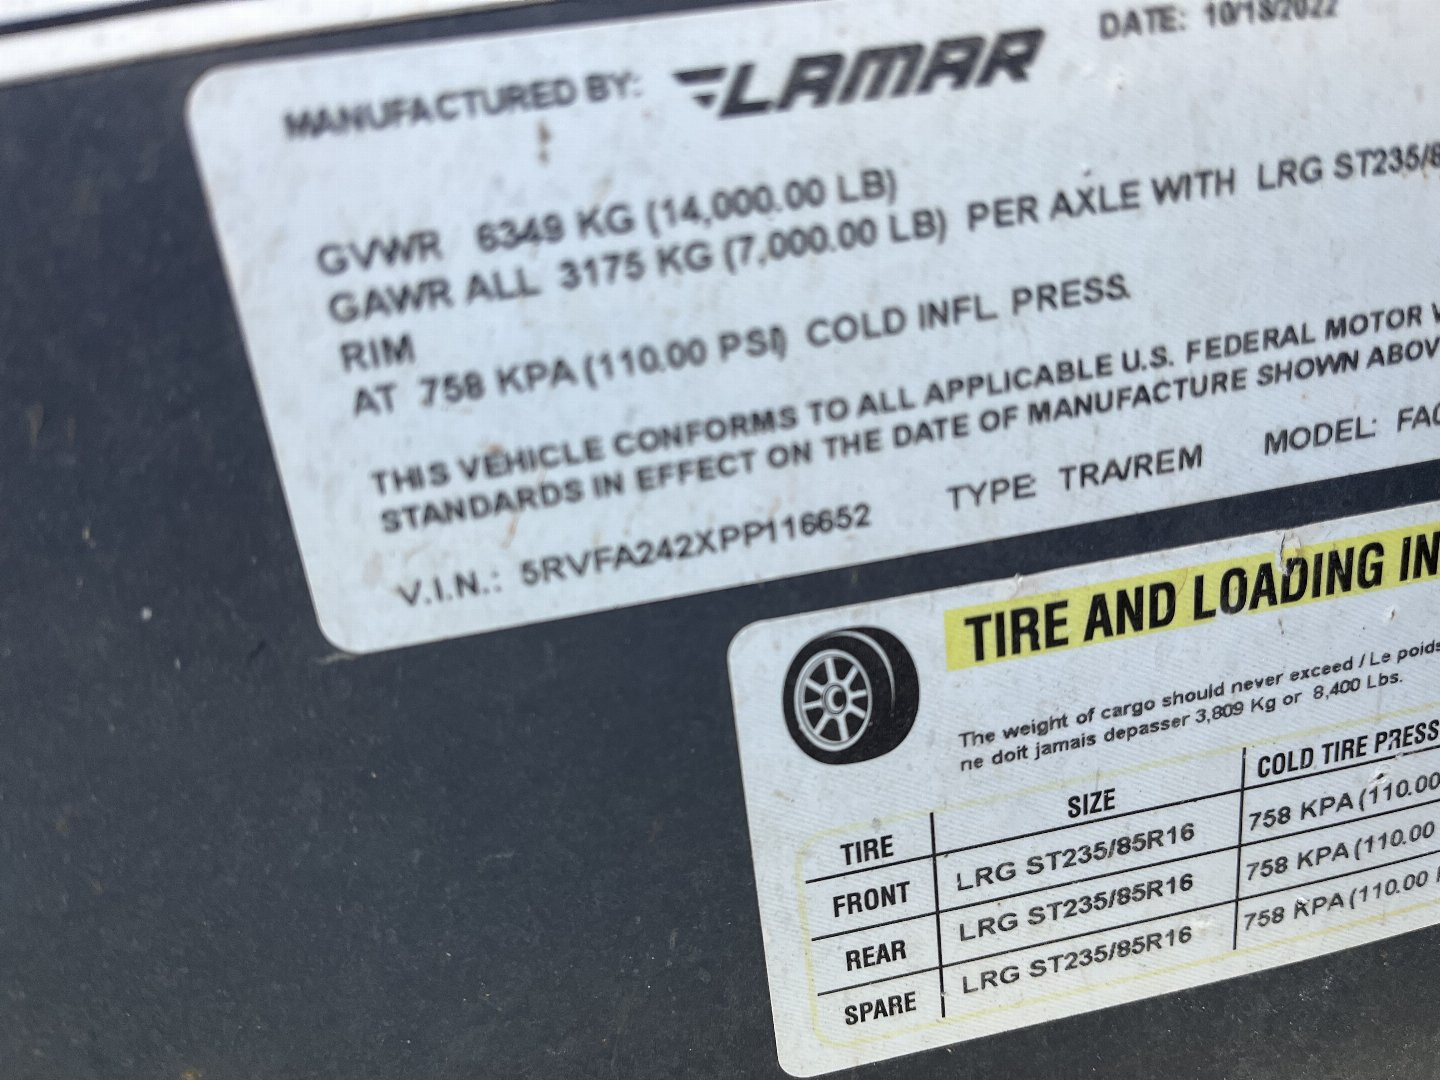 MANUFACTURED BY: LAMAR DATE: 10/18/2022
GVWR 6349 KG (14,000.00 LB)
GAWR ALL 3175 KG (7,000.00 LB) PER AXLE WITH LRG ST235/8
RIM
AT 758 KPA (110.00 PSI) COLD INFL. PRESS.
THIS VEHICLE CONFORMS TO ALL APPLICABLE U.S. FEDERAL MOTOR V
STANDARDS IN EFFECT ON THE DATE OF MANUFACTURE SHOWN ABOV
V.I.N.: 5RVFA242XPP116652 TYPE: TRA/REM MODEL: FA0
TIRE AND LOADING IN
The weight of cargo should never exceed / Le poids
ne doit jamais depasser 3,809 Kg or 8,400 Lbs.
TIRE SIZE COLD TIRE PRESS
FRONT LRG ST235/85R16 758 KPA (110.00
REAR LRG ST235/85R16 758 KPA (110.00
SPARE LRG ST235/85R16 758 KPA (110.00